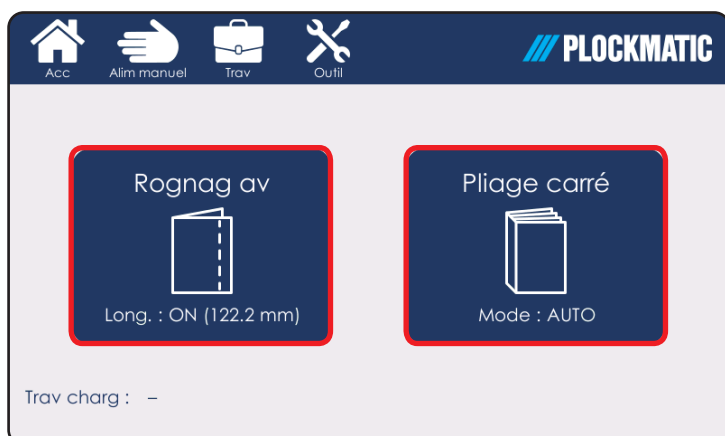 Acc
Alim manuel
Trav
Outil
PLOCKMATIC
Rognag av
Long. : ON (122.2 mm)
Pliage carré
Mode : AUTO
Trav charg : –